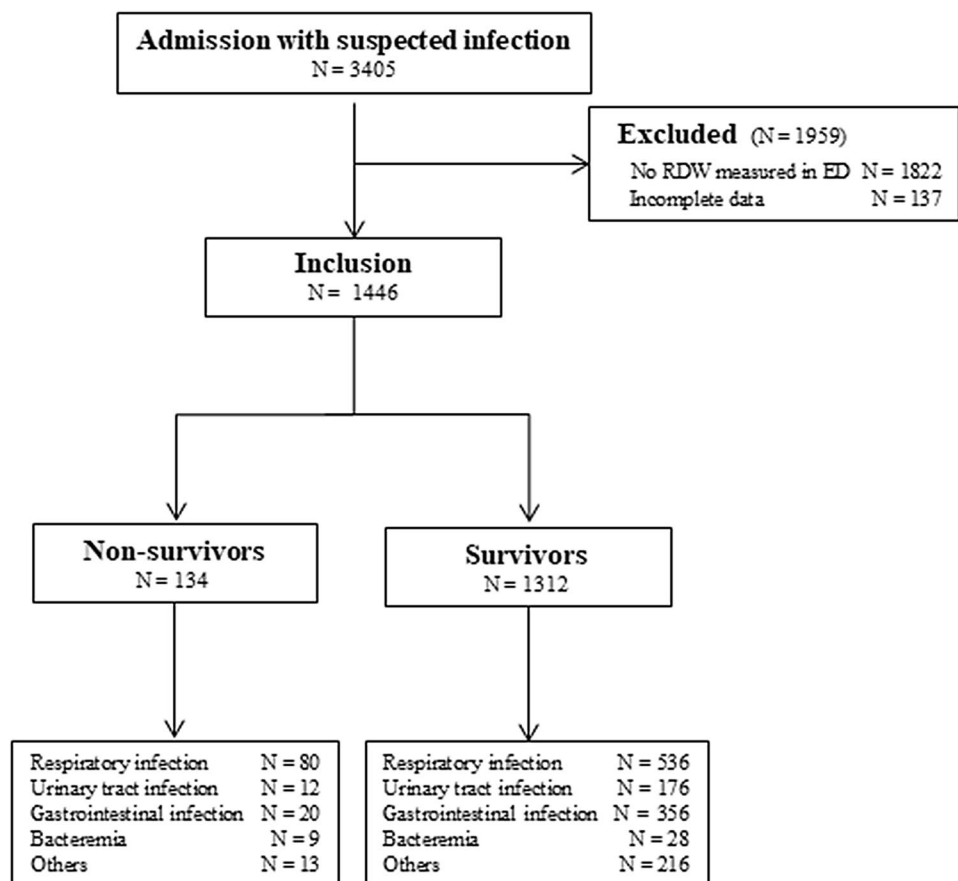 Admission with suspected infection
N = 3405
Excluded (N = 1959)
No RDW measured in ED N = 1822
Incomplete data N = 137
Inclusion
N = 1446
Non-survivors
N = 134
Survivors
N = 1312
Respiratory infection N = 80
Urinary tract infection N = 12
Gastrointestinal infection N = 20
Bacteremia N = 9
Others N = 13
Respiratory infection N = 536
Urinary tract infection N = 176
Gastrointestinal infection N = 356
Bacteremia N = 28
Others N = 216